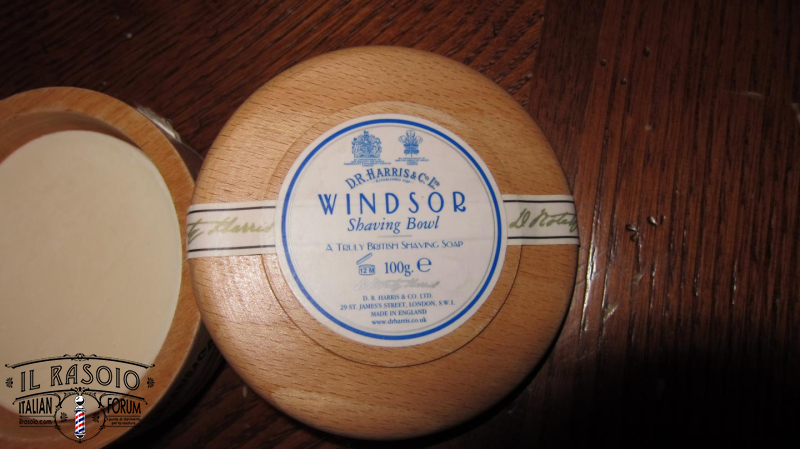 D.R. HARRIS & Co. Ltd
WINDSOR
Shaving Bowl
A TRULY BRITISH SHAVING SOAP
12 M 100g. ℮
D. R. HARRIS & CO. LTD.
29 ST. JAMES'S STREET, LONDON, S.W.1.
MADE IN ENGLAND
www.drharris.co.uk
Harris
IL RASOIO
ITALIAN FORUM
ilrasoio.com